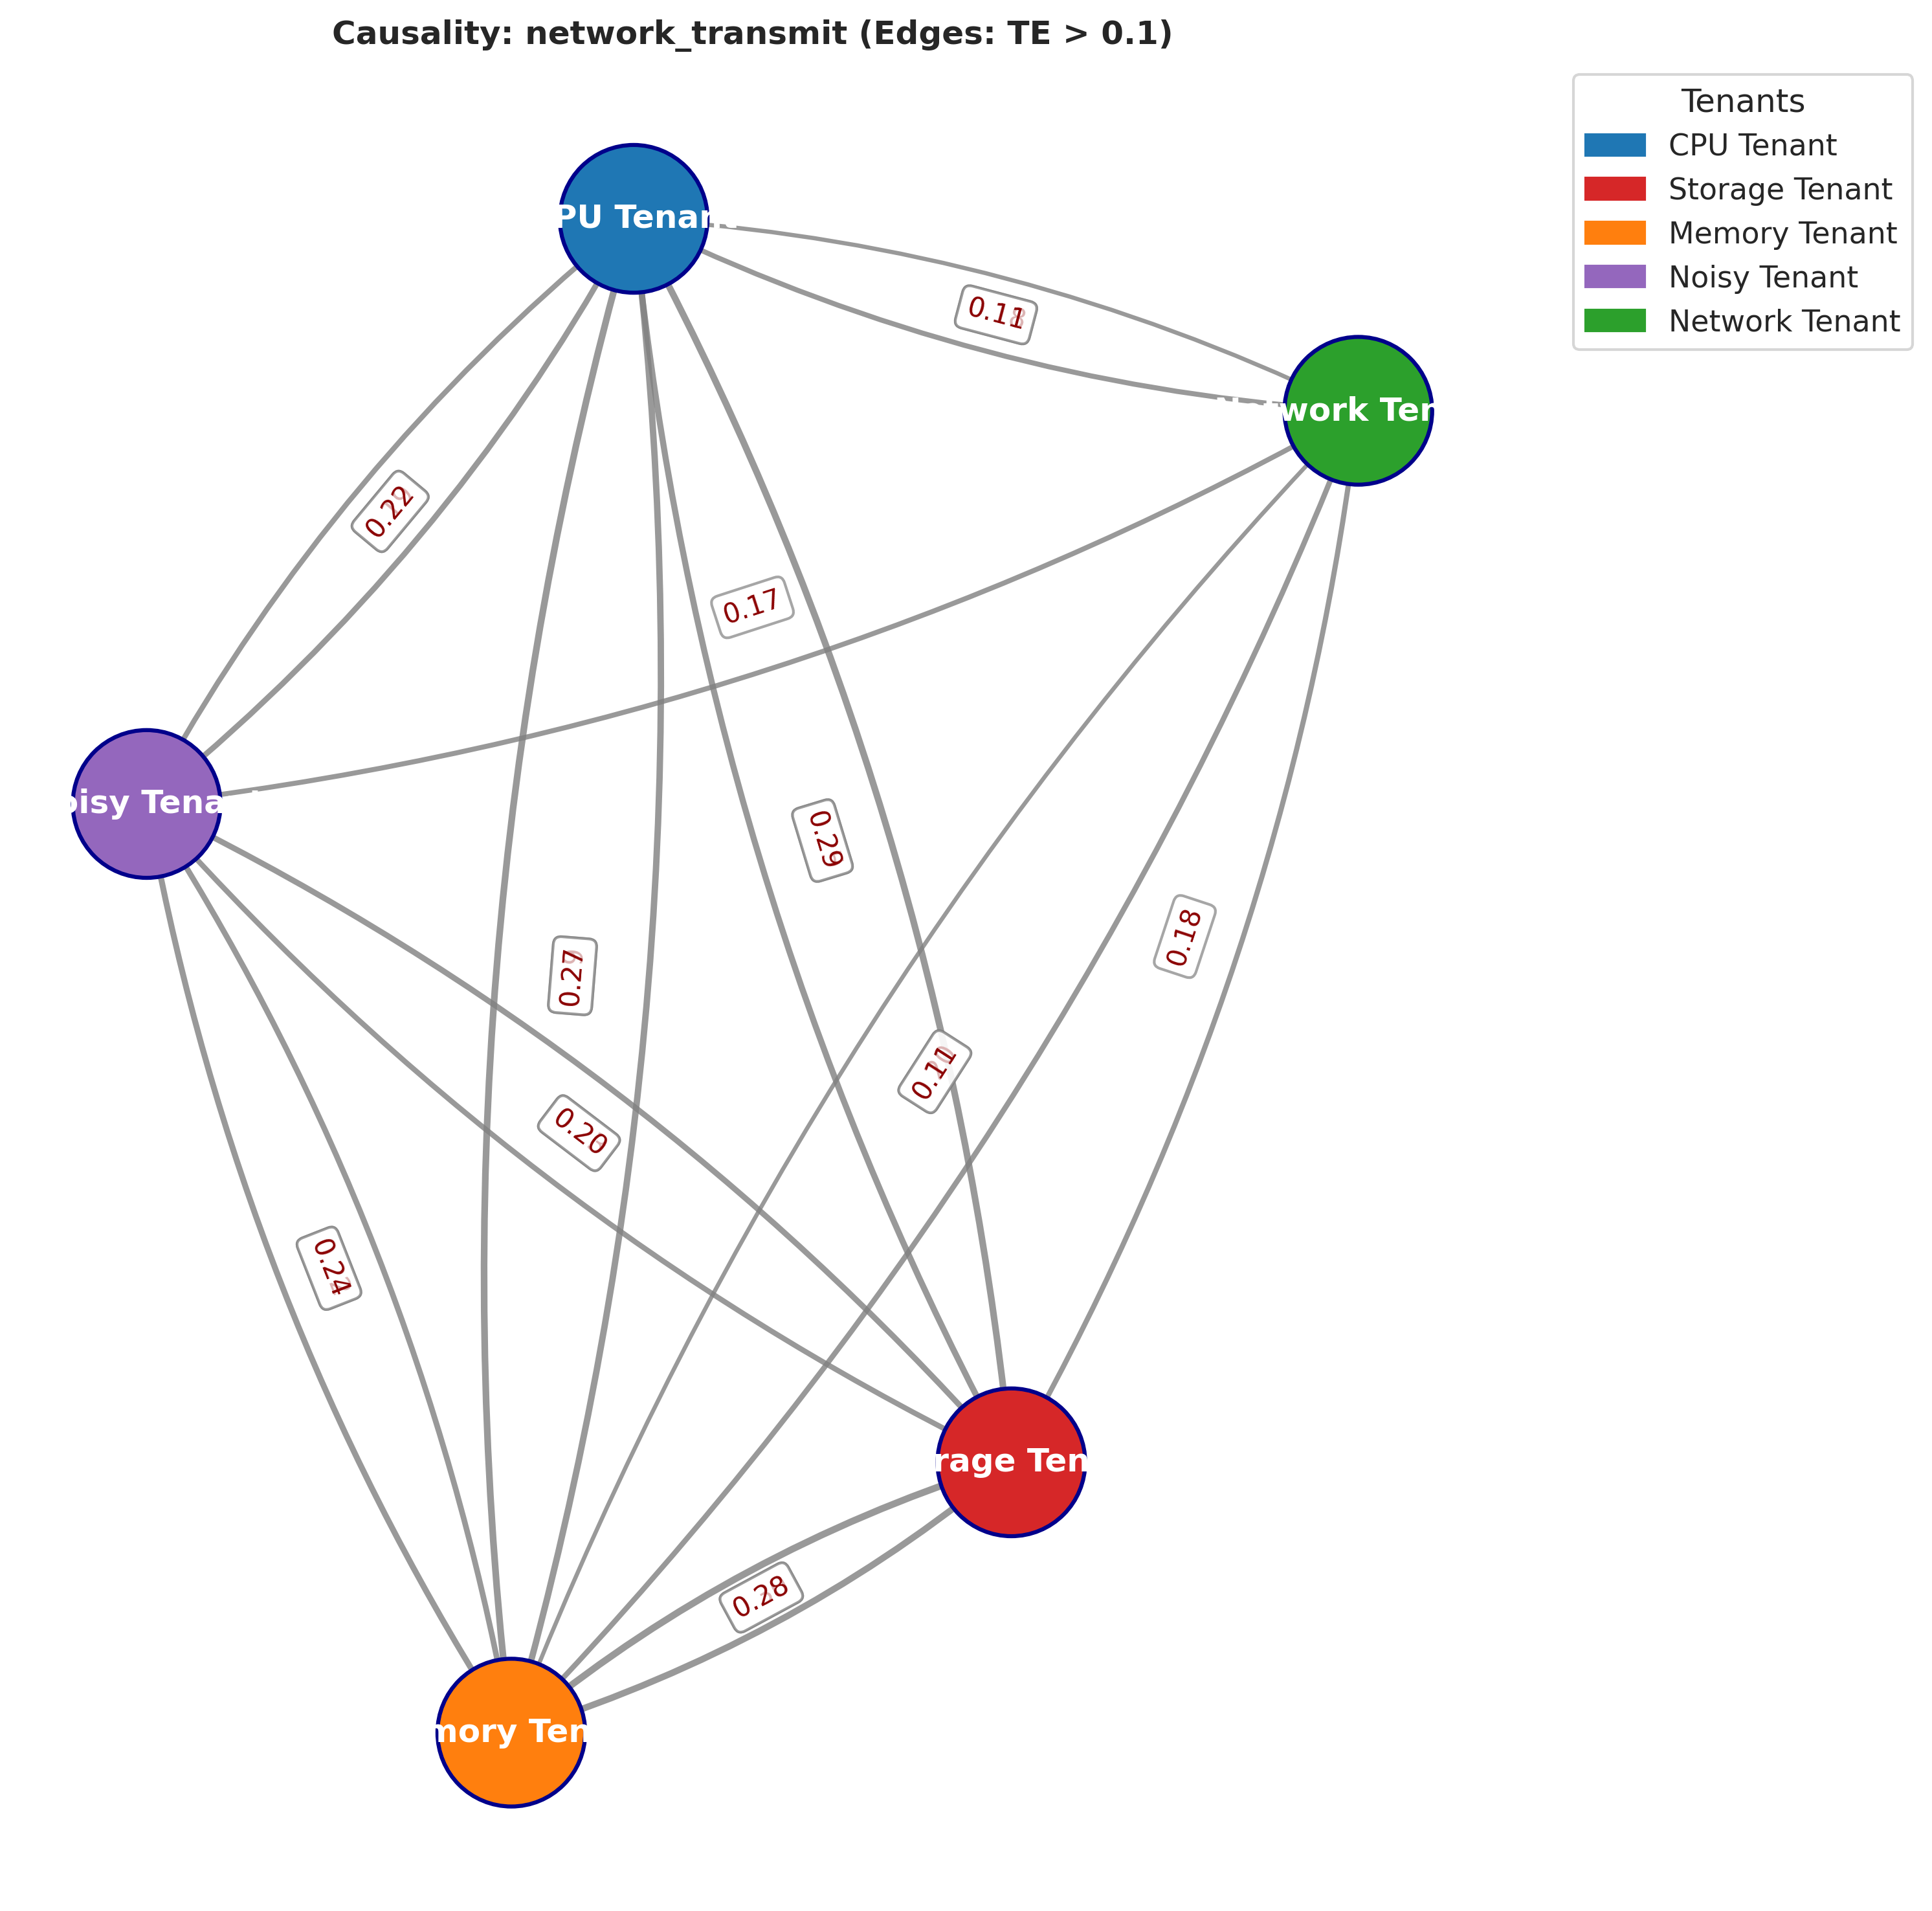 Causality: network_transmit (Edges: TE > 0.1)
Tenants
CPU Tenant
Storage Tenant
Memory Tenant
Noisy Tenant
Network Tenant
PU Tenan
0.11
work Ten
0.22
0.17
oisy Tena
0.29
0.18
0.27
0.11
0.20
0.24
rage Ten
0.28
mory Ten